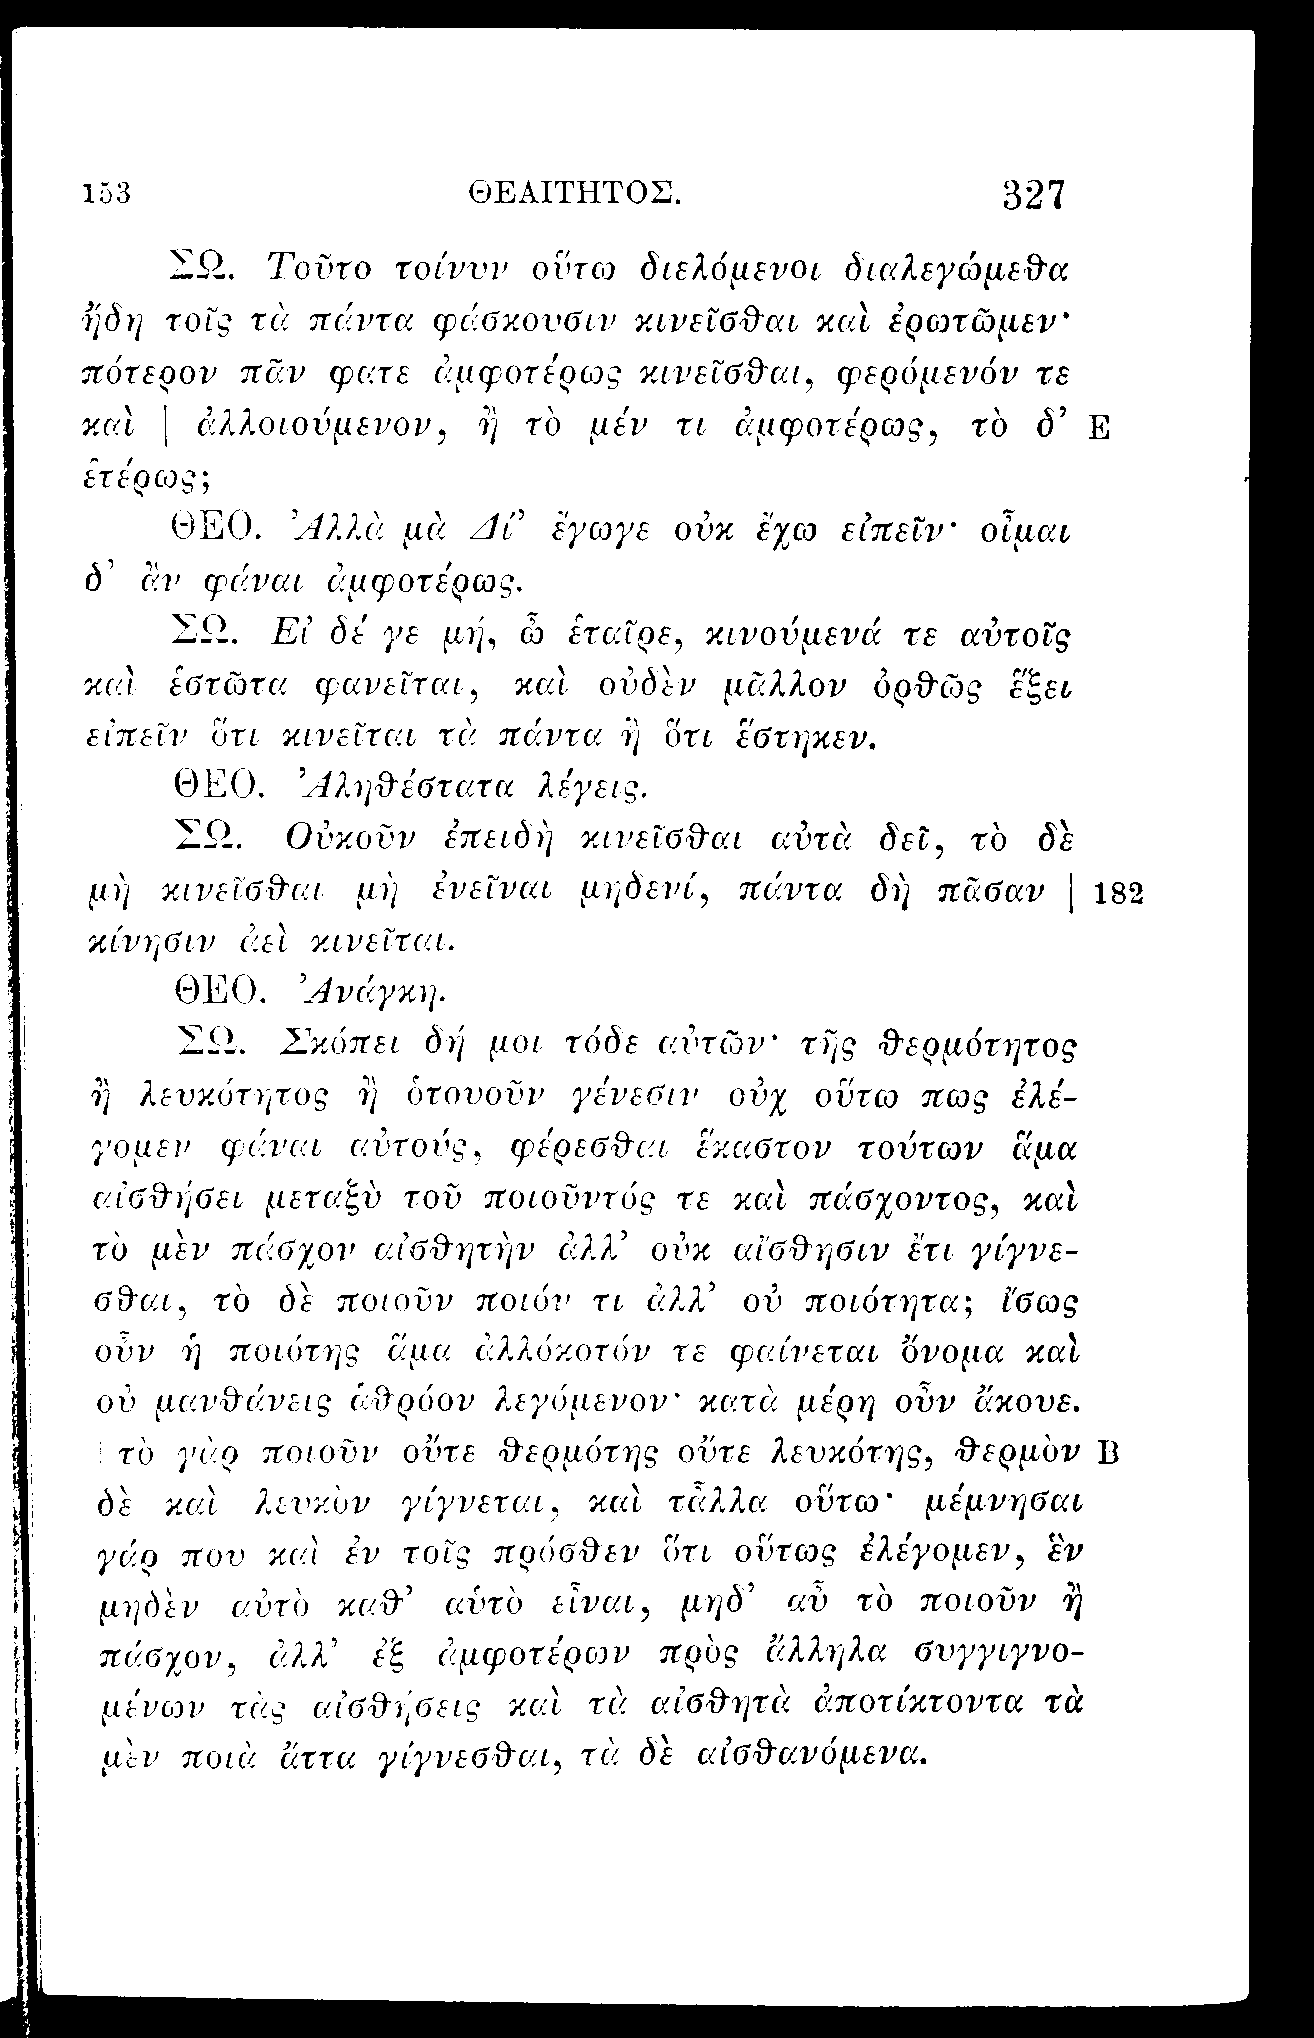 153 ΘΕΑΙΤΗΤΟΣ. 327
ΣΩ. Τοῦτο τοίνυν οὕτω διελόμενοι διαλεγώμεθα
ἤδη τοῖς τὰ πάντα φάσκουσιν κινεῖσθαι καὶ ἐρωτῶμεν·
πότερον πᾶν φατε ἀμφοτέρως κινεῖσθαι, φερόμενόν τε
καὶ | ἀλλοιούμενον, ἢ τὸ μέν τι ἀμφοτέρως, τὸ δ’ E
ἑτέρως;
ΘΕΟ. Ἀλλὰ μὰ Δί’ ἔγωγε οὐκ ἔχω εἰπεῖν· οἶμαι
δ’ ἂν φάναι ἀμφοτέρως.
ΣΩ. Εἰ δέ γε μή, ὦ ἑταῖρε, κινούμενά τε αὑτοῖς
καὶ ἑστῶτα φανεῖται, καὶ οὐδὲν μᾶλλον ὀρθῶς ἕξει
εἰπεῖν ὅτι κινεῖται τὰ πάντα ἢ ὅτι ἕστηκεν.
ΘΕΟ. Ἀληθέστατα λέγεις.
ΣΩ. Οὐκοῦν ἐπειδὴ κινεῖσθαι αὐτὰ δεῖ, τὸ δὲ
μὴ κινεῖσθαι μὴ ἐνεῖναι μηδενί, πάντα δὴ πᾶσαν | 182
κίνησιν ἀεὶ κινεῖται.
ΘΕΟ. Ἀνάγκη.
ΣΩ. Σκόπει δή μοι τόδε αὐτῶν· τῆς θερμότητος
ἢ λευκότητος ἢ ὁτουοῦν γένεσιν οὐχ οὕτω πως ἐλέ-
γομεν φάναι αὐτούς, φέρεσθαι ἕκαστον τούτων ἅμα
αἰσθήσει μεταξὺ τοῦ ποιοῦντός τε καὶ πάσχοντος, καὶ
τὸ μὲν πάσχον αἰσθητὴν ἀλλ’ οὐκ αἴσθησιν ἔτι γίγνε-
σθαι, τὸ δὲ ποιοῦν ποιόν τι ἀλλ’ οὐ ποιότητα; ἴσως
οὖν ἡ ποιότης ἅμα ἀλλόκοτόν τε φαίνεται ὄνομα καὶ
οὐ μανθάνεις ἁθρόον λεγόμενον· κατὰ μέρη οὖν ἄκουε.
| τὸ γὰρ ποιοῦν οὔτε θερμότης οὔτε λευκότης, θερμὸν B
δὲ καὶ λευκὸν γίγνεται, καὶ τἆλλα οὕτω· μέμνησαι
γάρ που καὶ ἐν τοῖς πρόσθεν ὅτι οὕτως ἐλέγομεν, ἓν
μηδὲν αὐτὸ καθ’ αὑτὸ εἶναι, μηδ’ αὖ τὸ ποιοῦν ἢ
πάσχον, ἀλλ’ ἐξ ἀμφοτέρων πρὸς ἄλληλα συγγιγνο-
μένων τὰς αἰσθήσεις καὶ τὰ αἰσθητὰ ἀποτίκτοντα τὰ
μὲν ποιὰ ἄττα γίγνεσθαι, τὰ δὲ αἰσθανόμενα.